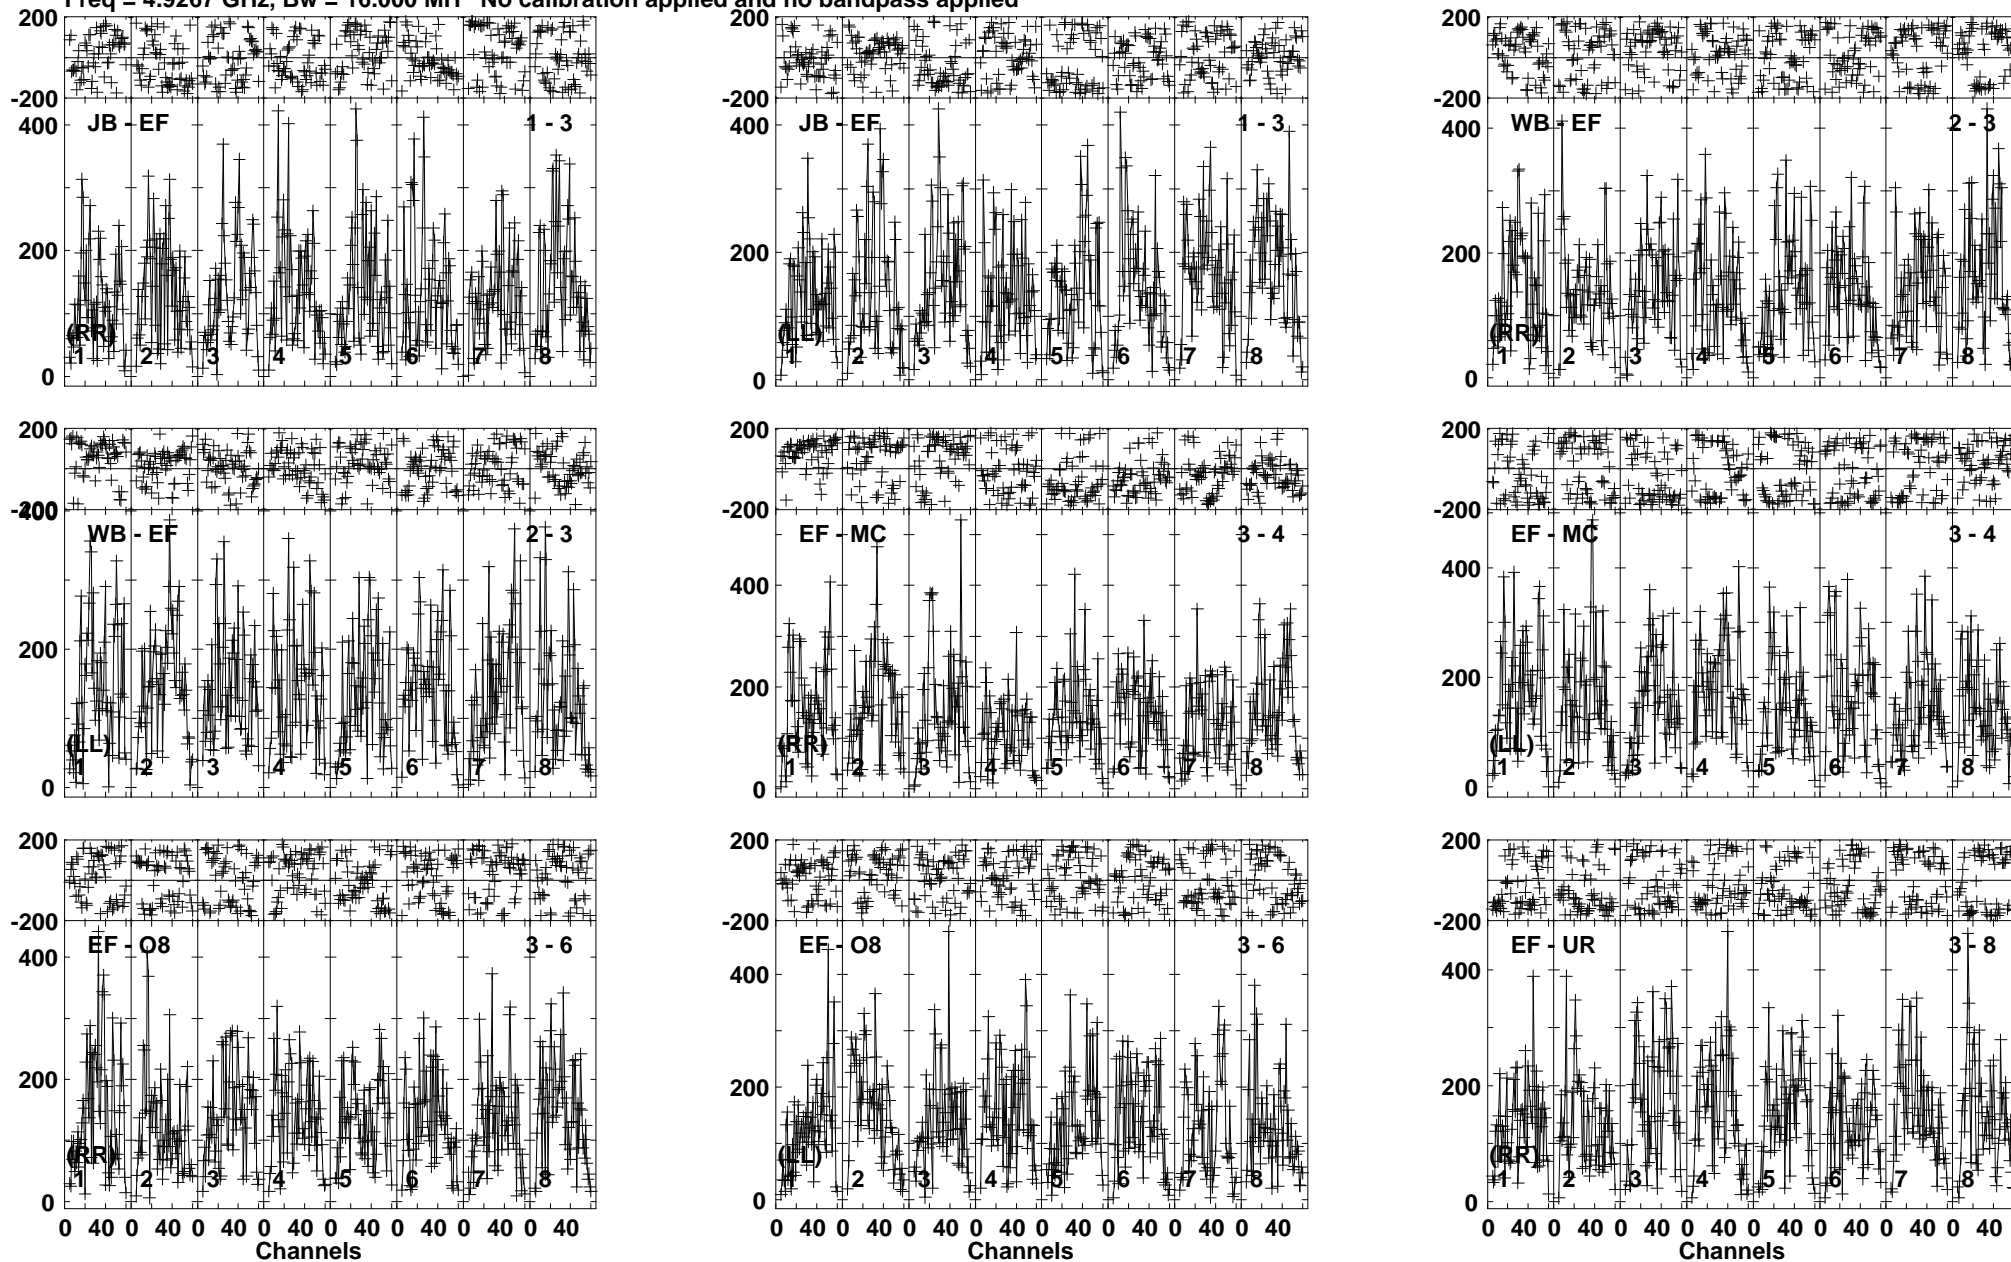 Freq = 4.9267 GHz, Bw = 16.000 MH No calibration applied and no bandpass applied
200 200 200
-200 -200 -200
400 JB - EF 1 - 3 400 JB - EF 1 - 3 400 WB - EF 2 - 3
200 200 200
(RR) (LL) (RR)
1 2 3 4 5 6 7 8 1 2 3 4 5 6 7 8 1 2 3 4 5 6 7 8
0 0 0
200 200 200
-200 -200 -200
400 WB - EF 2 - 3 EF - MC 3 - 4 EF - MC 3 - 4
400 400
200 200 200
(LL) (RR) (LL)
1 2 3 4 5 6 7 8 1 2 3 4 5 6 7 8 1 2 3 4 5 6 7 8
0 0 0
200 200 200
-200 -200 -200
EF - O8 3 - 6 EF - O8 3 - 6 EF - UR 3 - 8
400 400 400
200 200 200
(RR) (LL) (RR)
1 2 3 4 5 6 7 8 1 2 3 4 5 6 7 8 1 2 3 4 5 6 7 8
0 0 0
0 40 0 40 0 40 0 40 0 40 0 40 0 40 0 40 0 40 0 40 0 40 0 40 0 40 0 40 0 40 0 40 0 40 0 40 0 40 0 40 0 40 0 40 0 40 0 40
Channels Channels Channels